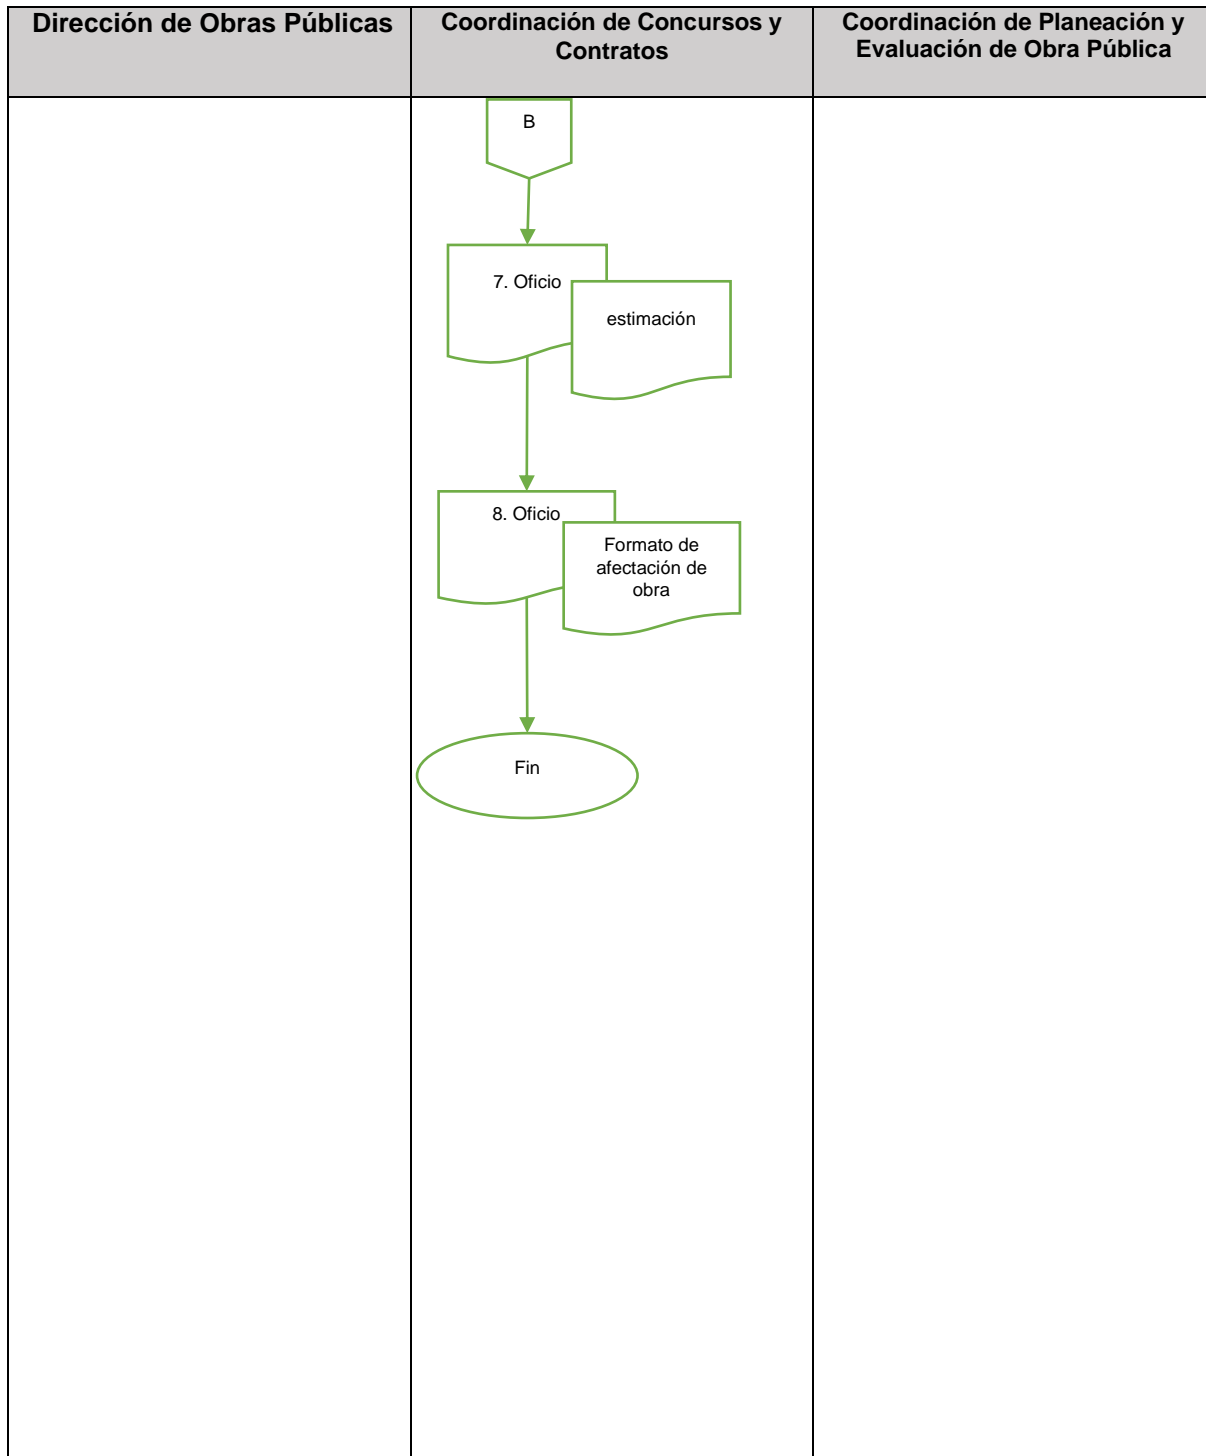 Dirección de Obras Públicas
Coordinación de Concursos y
Contratos
Coordinación de Planeación y
Evaluación de Obra Pública
B
7. Oficio
estimación
8. Oficio
Formato de
afectación de
obra
Fin